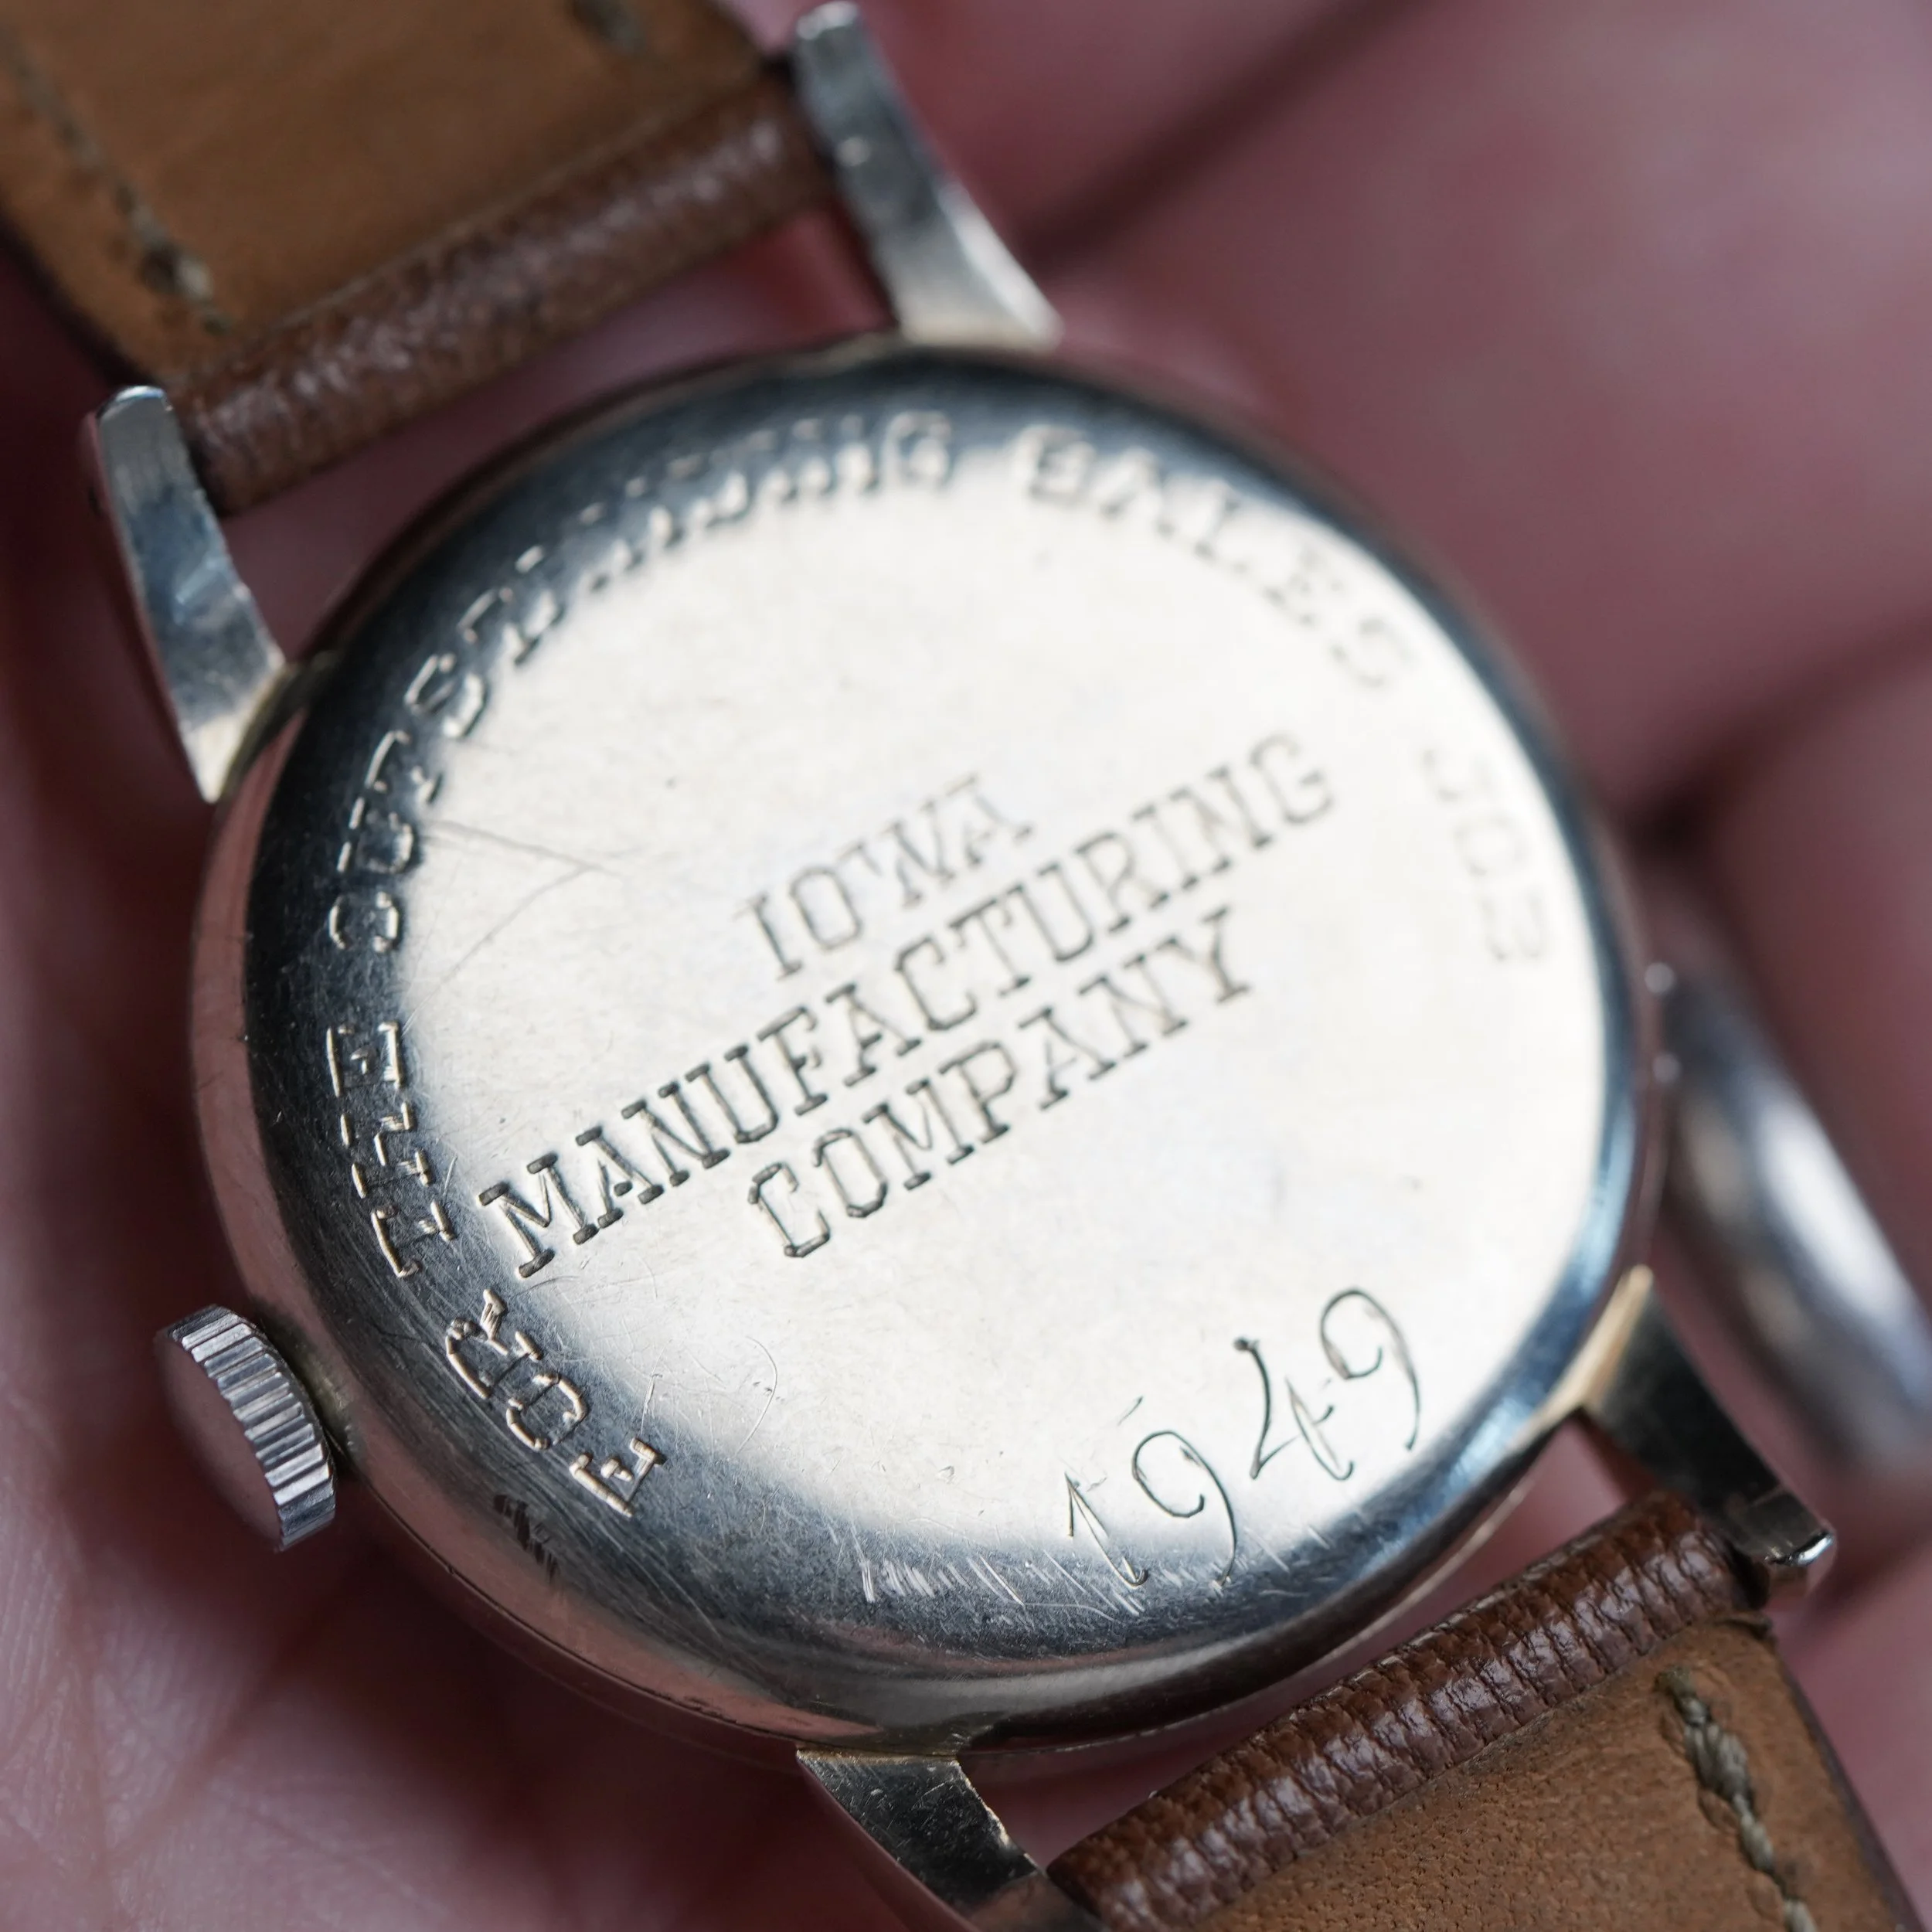 FOR THE OUTSTANDING SALES JOB
IOWA
MANUFACTURING
COMPANY
1949